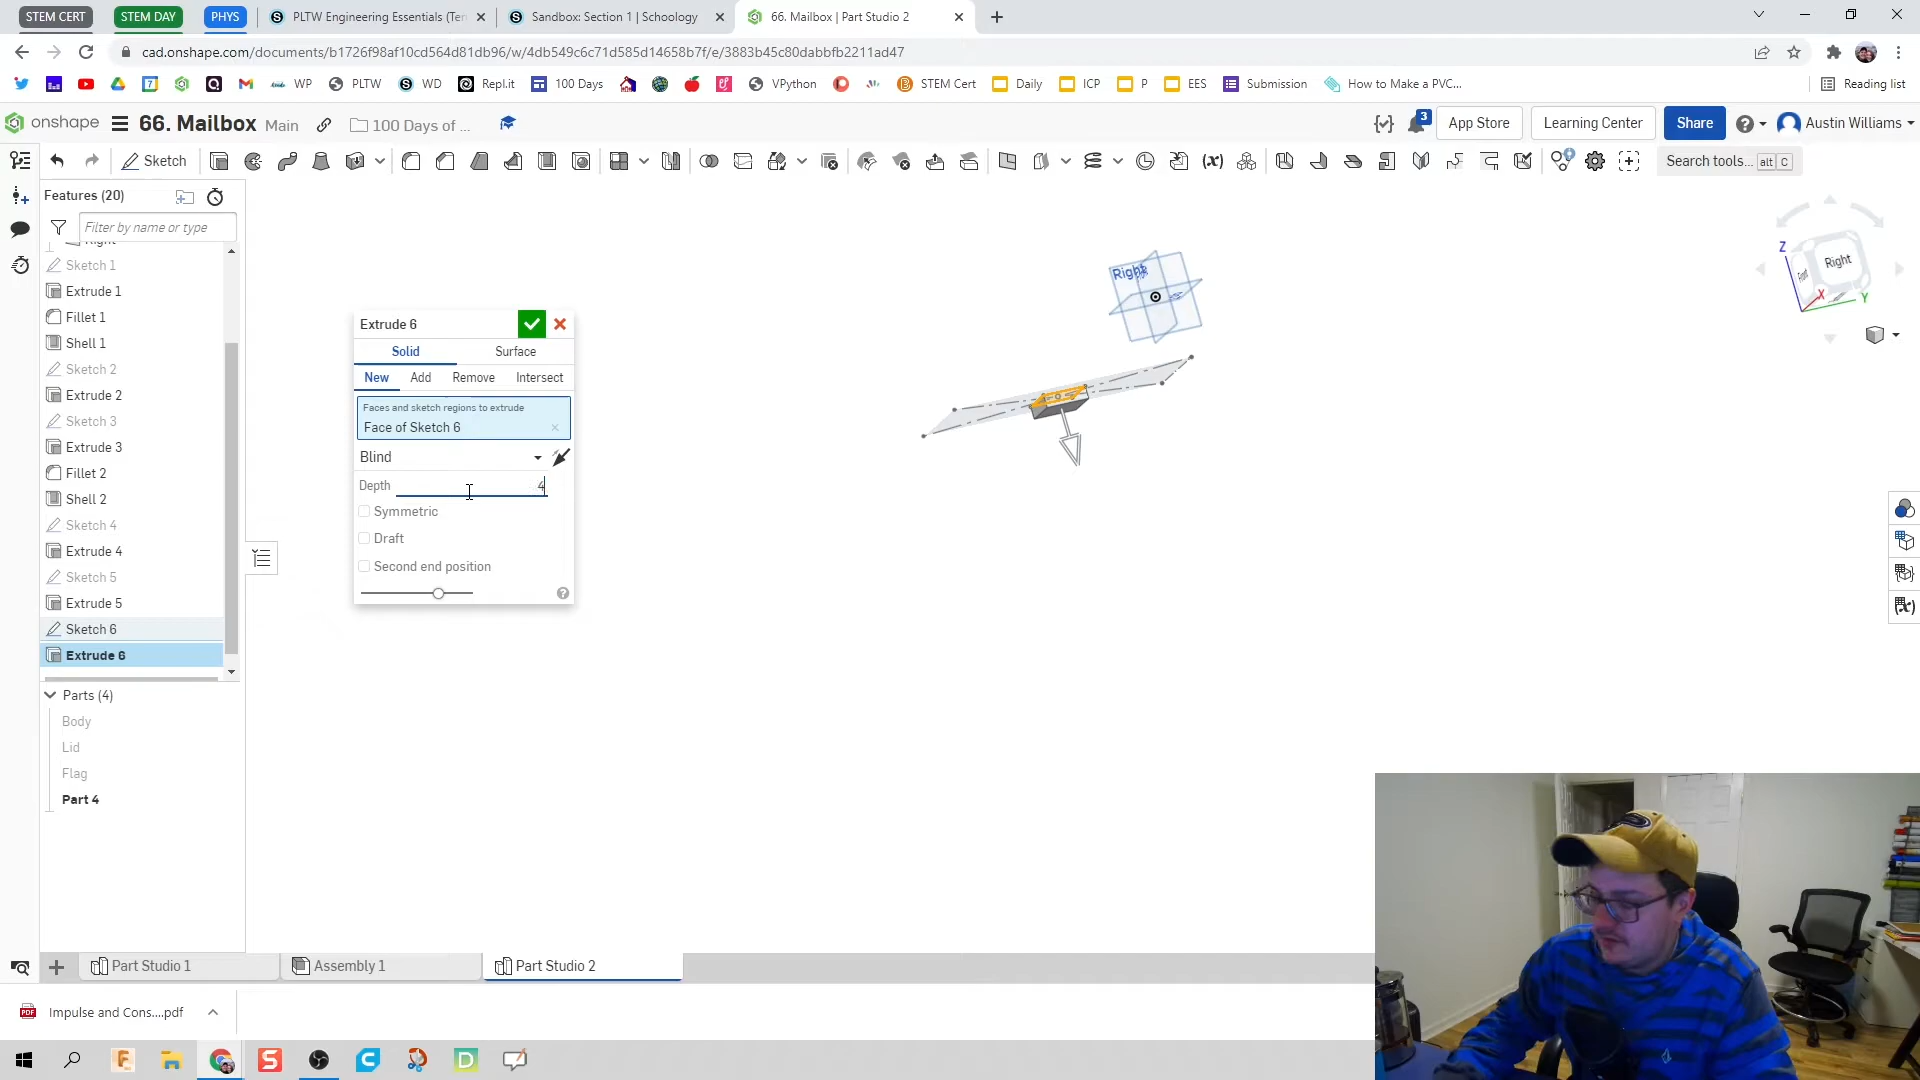 STEM CERT
STEM DAY
PHYS
PLTW Engineering Essentials (Ten
Sandbox: Section 1 | Schoology
66. Mailbox | Part Studio 2
cad.onshape.com/documents/b1726f98af10cd564d81db96/w/4db549c6c71d585d14658b7f/e/3883b45c80dabbfb2211ad47
WP
PLTW
WD
Repl.it
100 Days
VPython
STEM Cert
Daily
ICP
P
EES
Submission
How to Make a PVC...
Reading list
onshape
66. Mailbox Main
100 Days of ...
3
App Store
Learning Center
Share
Austin Williams
Sketch
Search tools... alt C
Features (20)
Filter by name or type
Right
Sketch 1
Extrude 1
Fillet 1
Shell 1
Sketch 2
Extrude 2
Sketch 3
Extrude 3
Fillet 2
Shell 2
Sketch 4
Extrude 4
Sketch 5
Extrude 5
Sketch 6
Extrude 6
Parts (4)
Body
Lid
Flag
Part 4
Extrude 6
Solid Surface
New Add Remove Intersect
Faces and sketch regions to extrude
Face of Sketch 6
Blind
Depth 4
Symmetric
Draft
Second end position
Right
Z
Front
Right
X
Y
Part Studio 1
Assembly 1
Part Studio 2
Impulse and Cons....pdf